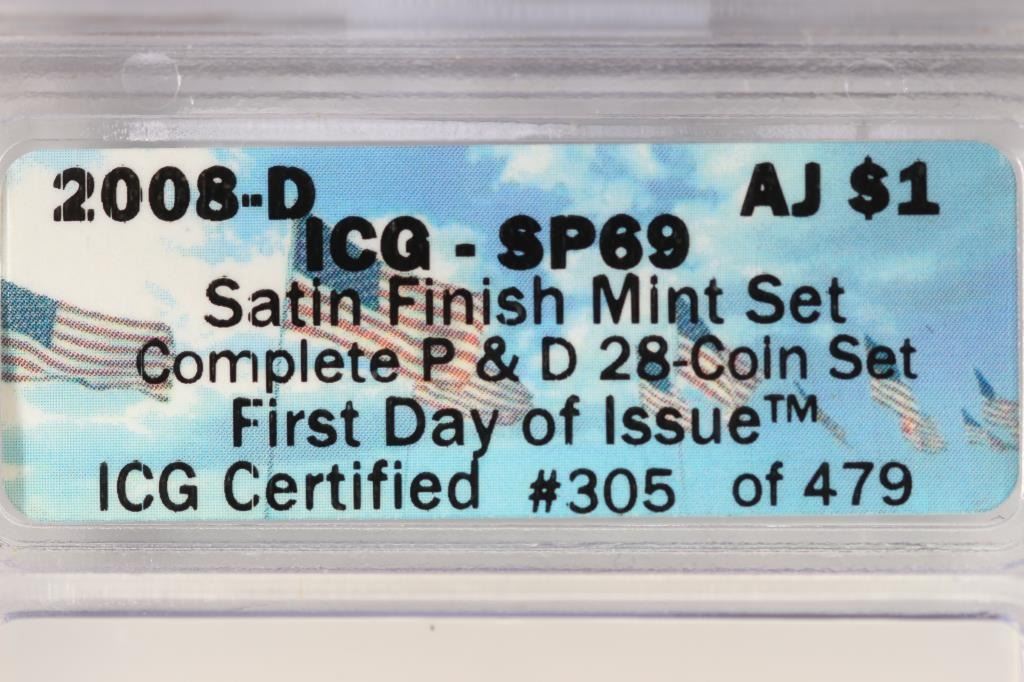 2008-D AJ $1
ICG - SP69
Satin Finish Mint Set
Complete P & D 28-Coin Set
First Day of Issue™
ICG Certified #305 of 479